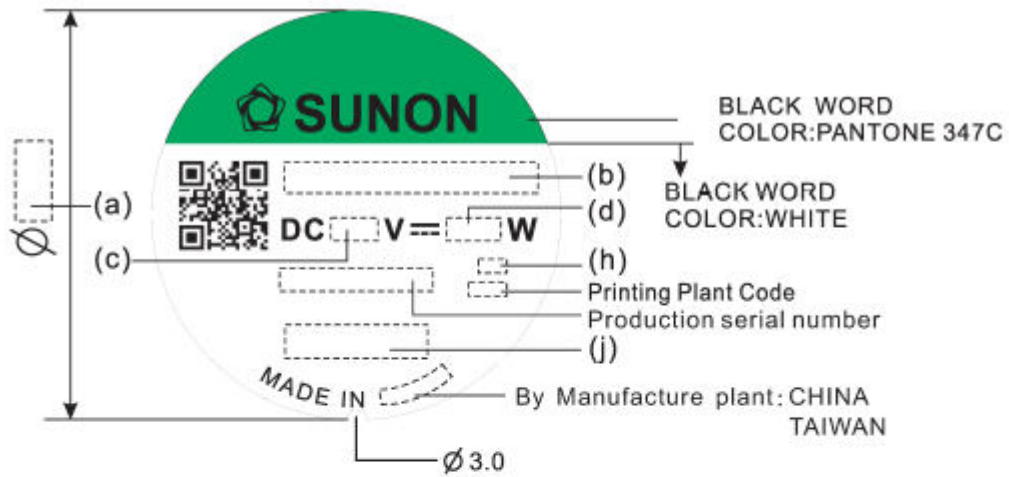 SUNON
BLACK WORD
COLOR:PANTONE 347C
(b)
BLACK WORD
COLOR:WHITE
(a)
Ø
DC V⎓ W
(d)
(c)
(h)
Printing Plant Code
Production serial number
(j)
MADE IN
By Manufacture plant: CHINA
TAIWAN
Ø 3.0